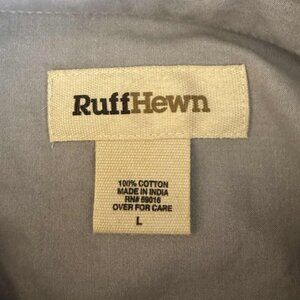 RuffHewn
100% COTTON
MADE IN INDIA
RN# 69016
OVER FOR CARE
L